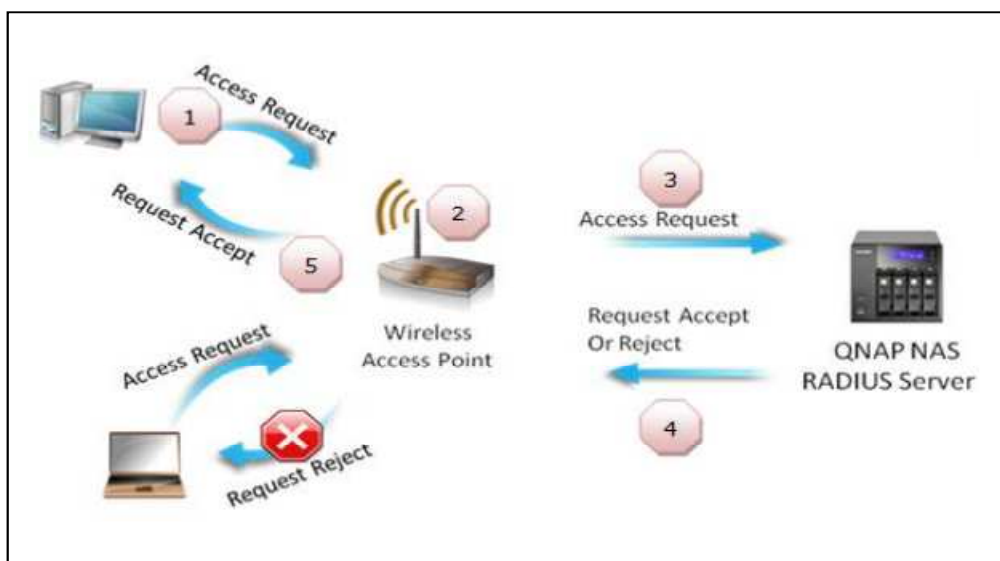 1
Access Request
Request Accept
5
2
Wireless
Access Point
3
Access Request
Request Accept
Or Reject
4
QNAP NAS
RADIUS Server
Access Request
Request Reject